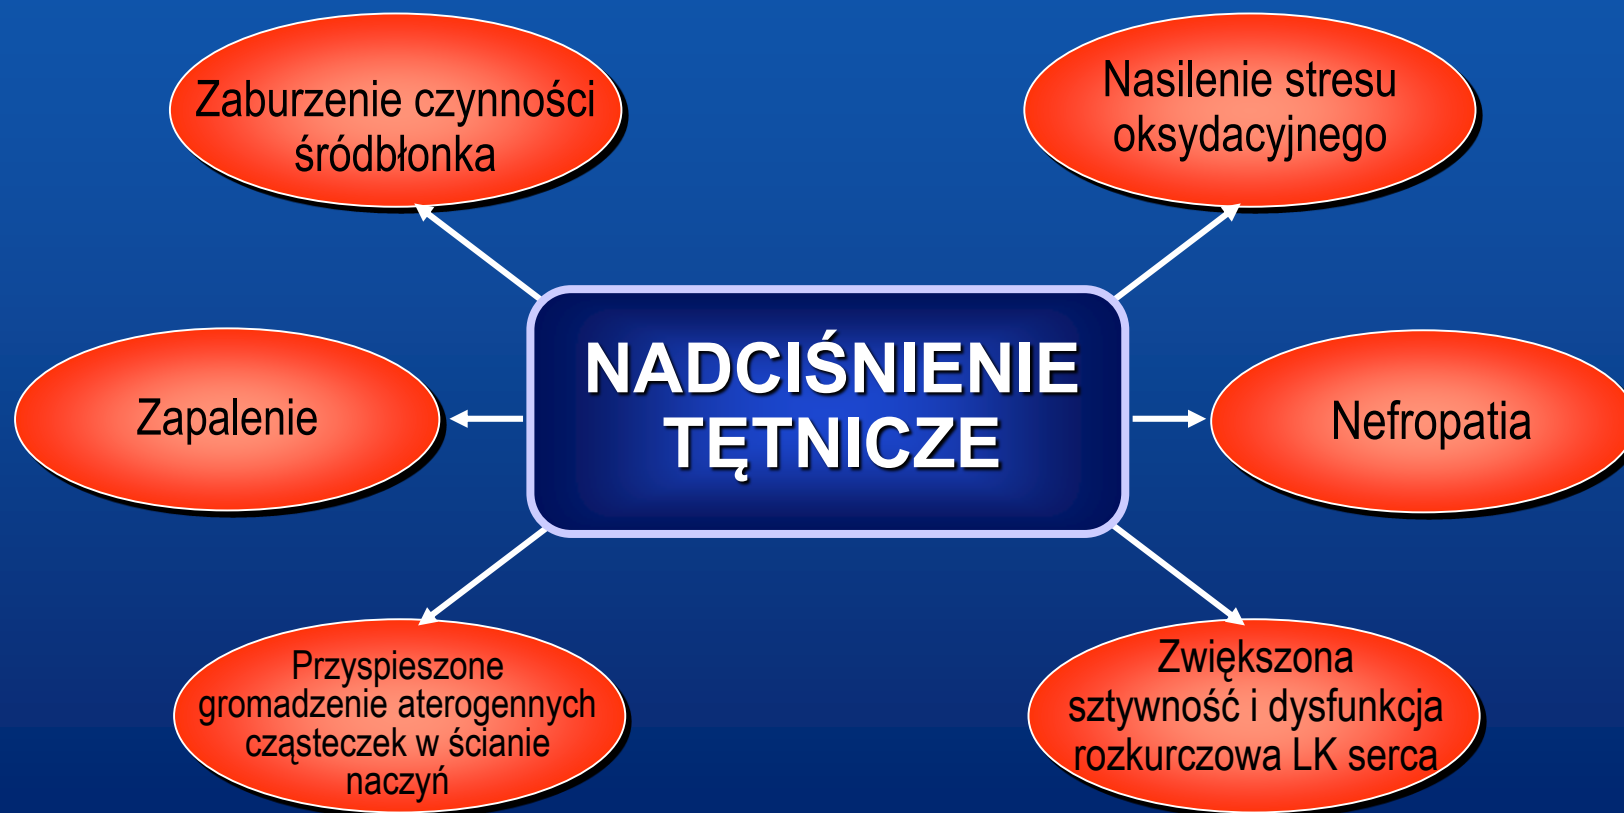 Zaburzenie czynności
śródbłonka
Nasilenie stresu
oksydacyjnego
NADCIŚNIENIE
TĘTNICZE
Zapalenie
Nefropatia
Przyspieszone
gromadzenie aterogennych
cząsteczek w ścianie
naczyń
Zwiększona
sztywność i dysfunkcja
rozkurczowa LK serca